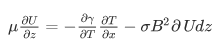 μ ∂U/∂z = − ∂γ/∂T ∂T/∂x − σB² ∂ Udz